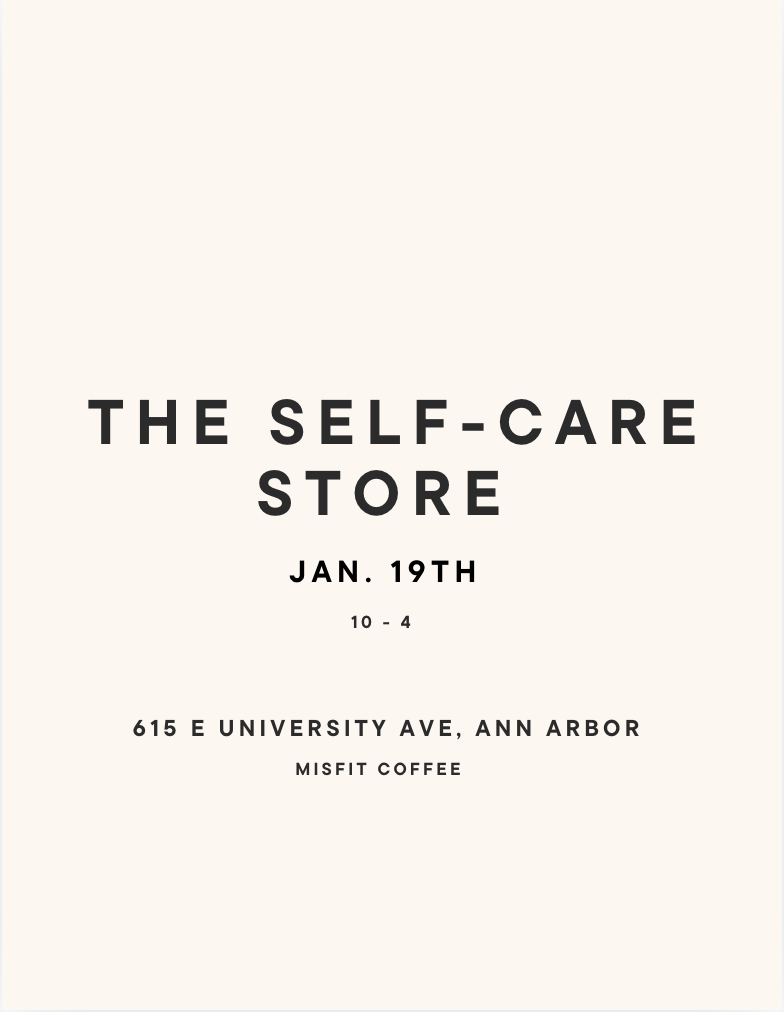 THE SELF-CARE
STORE
JAN. 19TH
10 - 4
615 E UNIVERSITY AVE, ANN ARBOR
MISFIT COFFEE